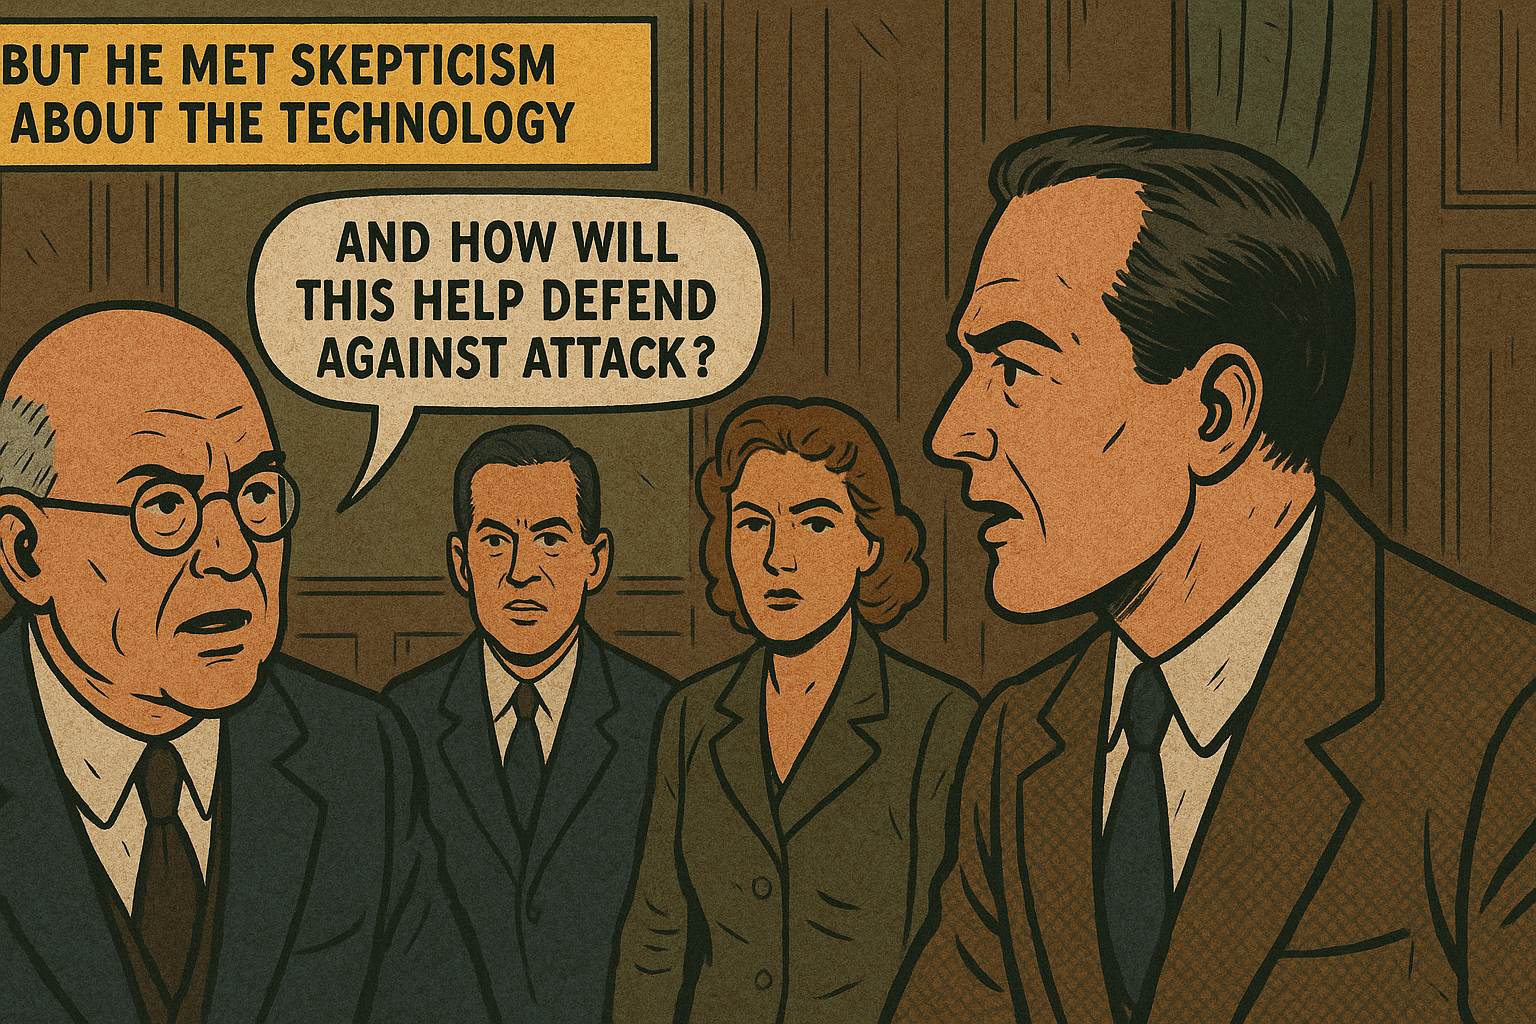 BUT HE MET SKEPTICISM
ABOUT THE TECHNOLOGY
AND HOW WILL
THIS HELP DEFEND
AGAINST ATTACK?